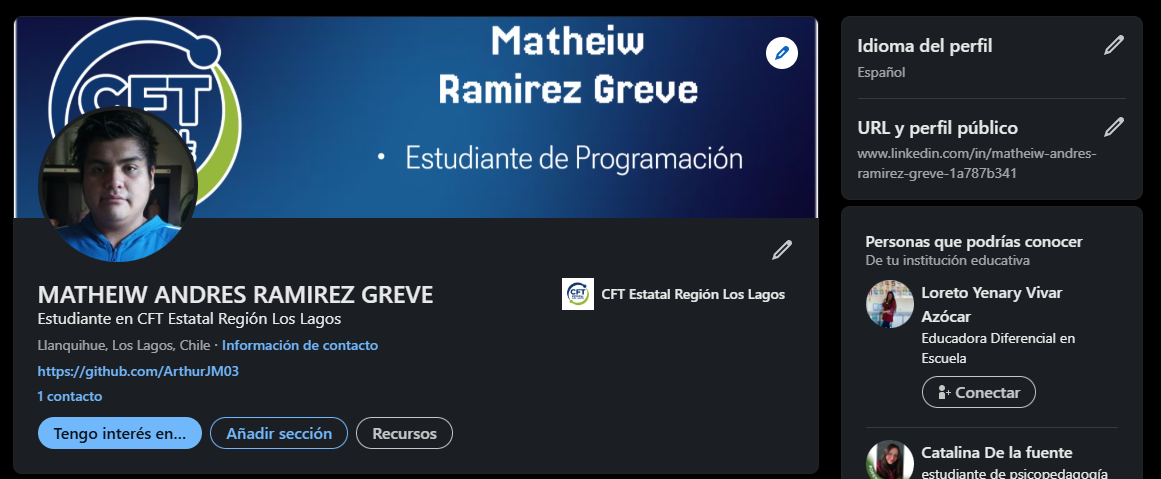 Matheiw
Ramirez Greve
• Estudiante de Programación
CFT
MATHEIW ANDRES RAMIREZ GREVE
Estudiante en CFT Estatal Región Los Lagos
Llanquihue, Los Lagos, Chile · Información de contacto
https://github.com/ArthurJM03
1 contacto
Tengo interés en...
Añadir sección
Recursos
CFT
CFT Estatal Región Los Lagos
Idioma del perfil
Español
URL y perfil público
www.linkedin.com/in/matheiw-andres-
ramirez-greve-1a787b341
Personas que podrías conocer
De tu institución educativa
Loreto Yenary Vivar
Azócar
Educadora Diferencial en
Escuela
Conectar
Catalina De la fuente
estudiante de psicopedagogía